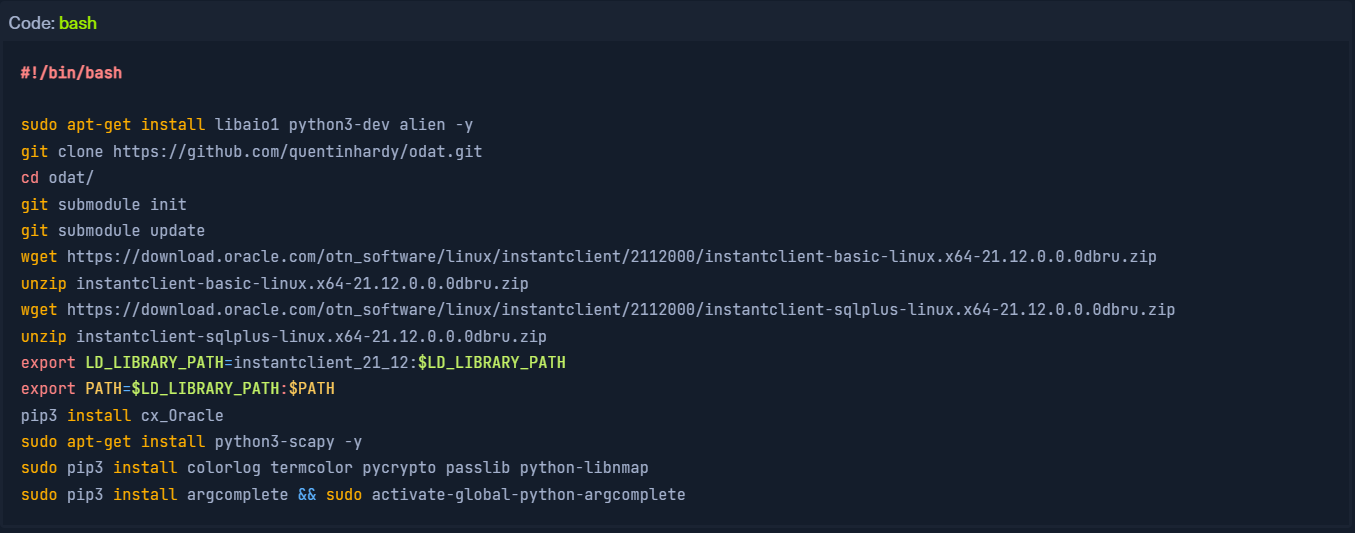 Code: bash
#!/bin/bash
sudo apt-get install libaio1 python3-dev alien -y
git clone https://github.com/quentinhardy/odat.git
cd odat/
git submodule init
git submodule update
wget https://download.oracle.com/otn_software/linux/instantclient/2112000/instantclient-basic-linux.x64-21.12.0.0.0dbru.zip
unzip instantclient-basic-linux.x64-21.12.0.0.0dbru.zip
wget https://download.oracle.com/otn_software/linux/instantclient/2112000/instantclient-sqlplus-linux.x64-21.12.0.0.0dbru.zip
unzip instantclient-sqlplus-linux.x64-21.12.0.0.0dbru.zip
export LD_LIBRARY_PATH=instantclient_21_12:$LD_LIBRARY_PATH
export PATH=$LD_LIBRARY_PATH:$PATH
pip3 install cx_Oracle
sudo apt-get install python3-scapy -y
sudo pip3 install colorlog termcolor pycrypto passlib python-libnmap
sudo pip3 install argcomplete && sudo activate-global-python-argcomplete